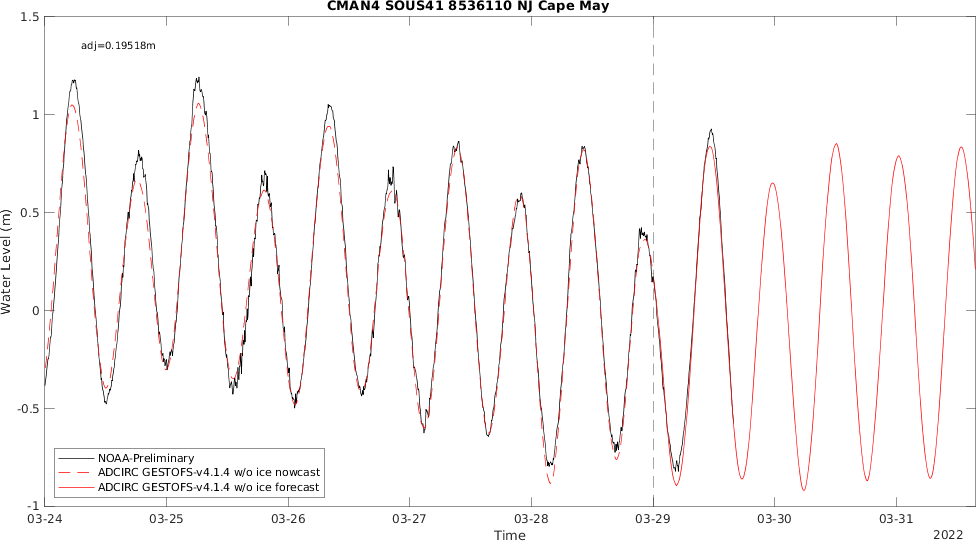 CMAN4 SOUS41 8536110 NJ Cape May
adj=0.19518m
1.5
1
0.5
0
-0.5
-1
Water Level (m)
NOAA-Preliminary
ADCIRC GESTOFS-v4.1.4 w/o ice nowcast
ADCIRC GESTOFS-v4.1.4 w/o ice forecast
03-24 03-25 03-26 03-27 03-28 03-29 03-30 03-31
Time
2022